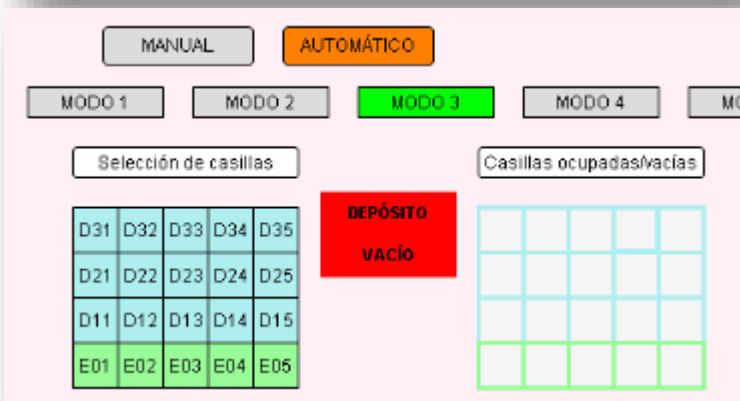 MANUAL AUTOMÁTICO
MODO 1 MODO 2 MODO 3 MODO 4
Selección de casillas Casillas ocupadas/vacías
DEPÓSITO
VACÍO
D31 D32 D33 D34 D35
D21 D22 D23 D24 D25
D11 D12 D13 D14 D15
E01 E02 E03 E04 E05